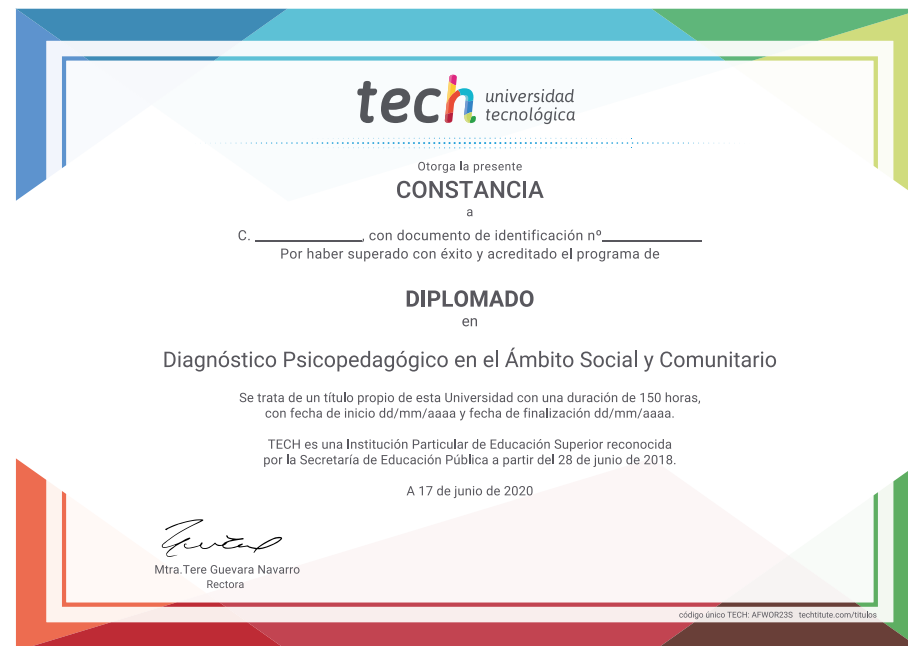 tech universidad
tecnológica
Otorga la presente
CONSTANCIA
a
C. ____________, con documento de identificación nº___________
Por haber superado con éxito y acreditado el programa de
DIPLOMADO
en
Diagnóstico Psicopedagógico en el Ámbito Social y Comunitario
Se trata de un título propio de esta Universidad con una duración de 150 horas,
con fecha de inicio dd/mm/aaaa y fecha de finalización dd/mm/aaaa.
TECH es una Institución Particular de Educación Superior reconocida
por la Secretaría de Educación Pública a partir del 28 de junio de 2018.
A 17 de junio de 2020
Mtra.Tere Guevara Navarro
Rectora
código único TECH: AFWOR23S techtitute.com/titulos